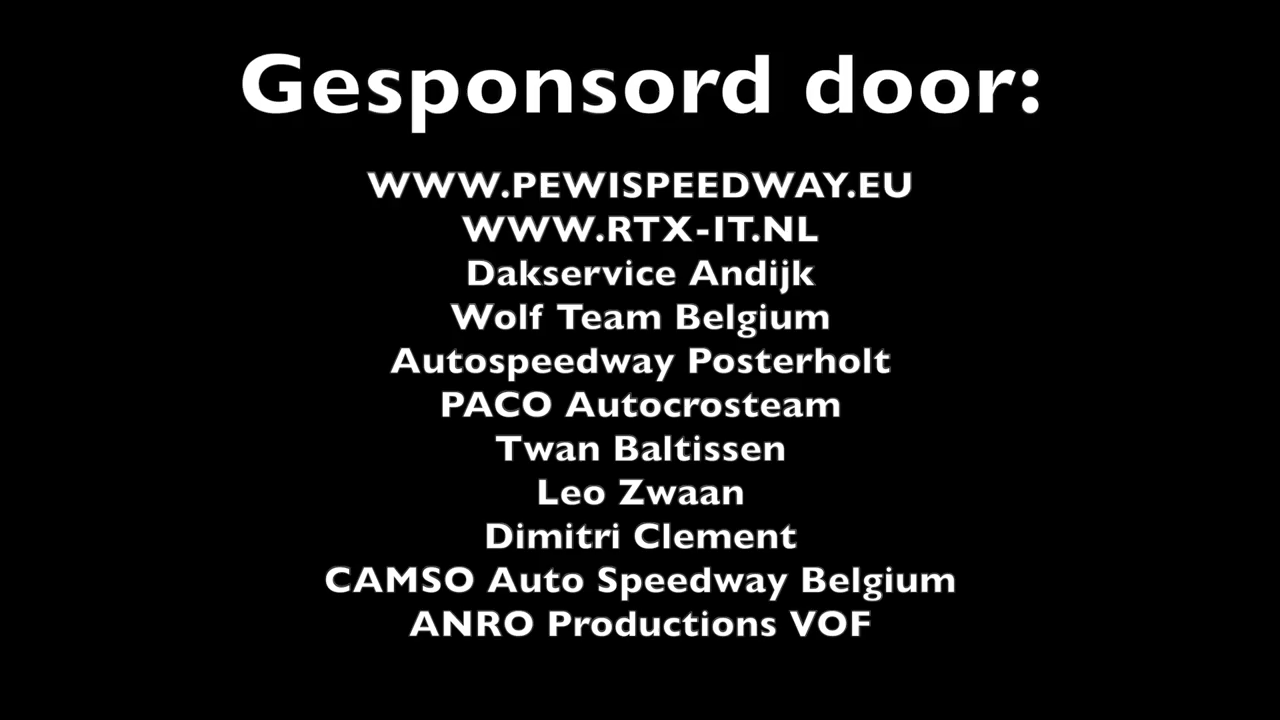 Gesponsord door:
WWW.PEWISPEEDWAY.EU
WWW.RTX-IT.NL
Dakservice Andijk
Wolf Team Belgium
Autospeedway Posterholt
PACO Autocrosteam
Twan Baltissen
Leo Zwaan
Dimitri Clement
CAMSO Auto Speedway Belgium
ANRO Productions VOF